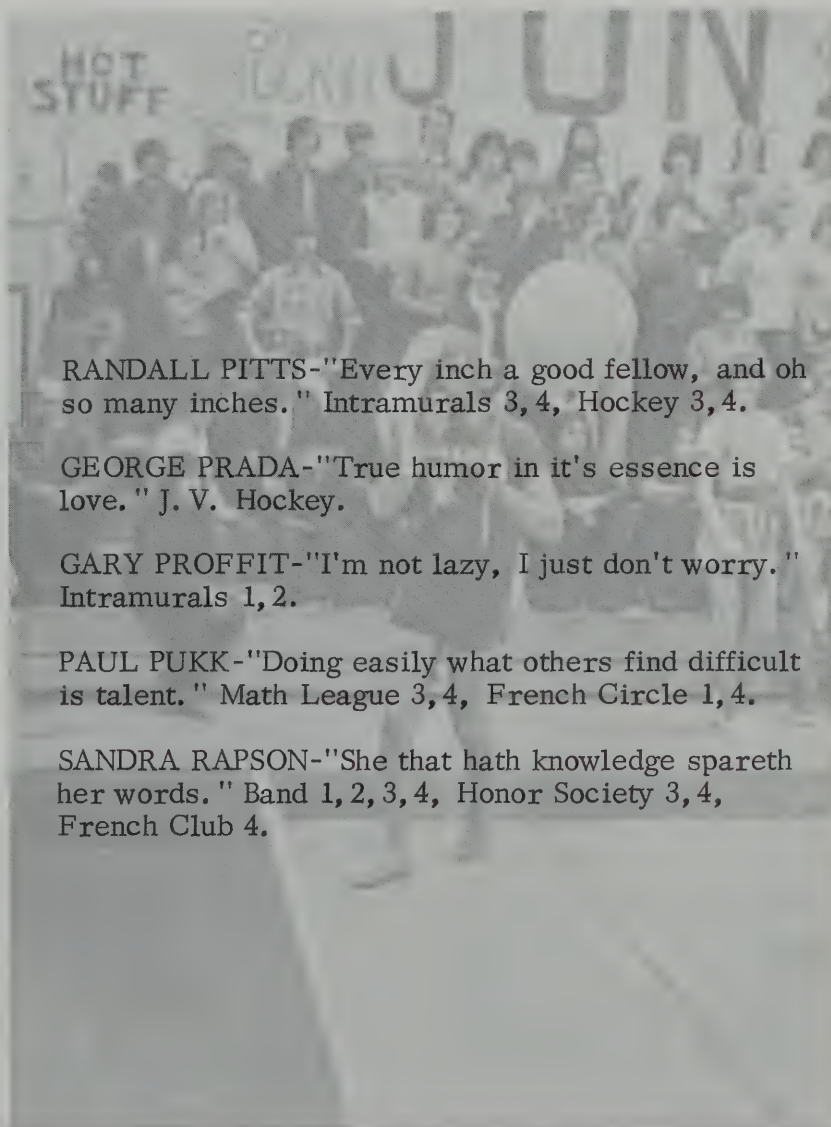 HOT
STUFF
JUN
RANDALL PITTS-"Every inch a good fellow, and oh
so many inches." Intramurals 3, 4, Hockey 3, 4.
GEORGE PRADA-"True humor in it's essence is
love." J. V. Hockey.
GARY PROFFIT-"I'm not lazy, I just don't worry."
Intramurals 1, 2.
PAUL PUKK-"Doing easily what others find difficult
is talent." Math League 3, 4, French Circle 1, 4.
SANDRA RAPSON-"She that hath knowledge spareth
her words." Band 1, 2, 3, 4, Honor Society 3, 4,
French Club 4.